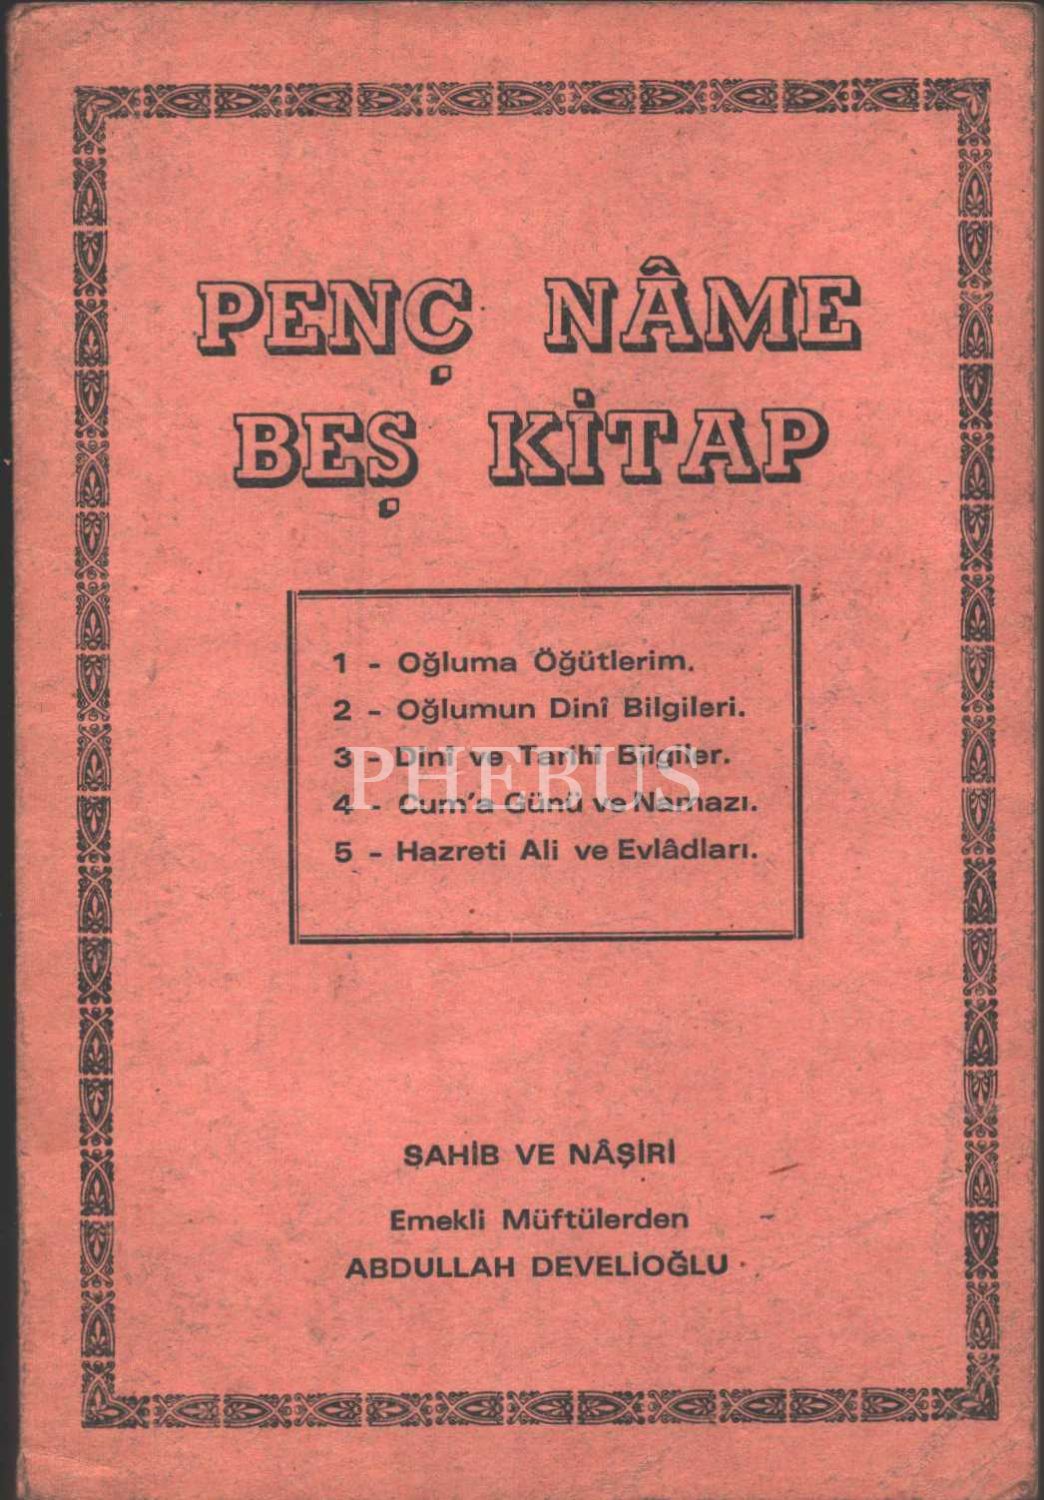 PENÇ NÂME
BEŞ KİTAP
1 - Oğluma Öğütlerim.
2 - Oğlumun Dinî Bilgileri.
3 - Dinî ve Tarihî Bilgiler.
4 - Cum'a Günü ve Namazı.
5 - Hazreti Ali ve Evlâdları.
PHEBUS
SAHİB VE NÂŞİRİ
Emekli Müftülerden
ABDULLAH DEVELİOĞLU